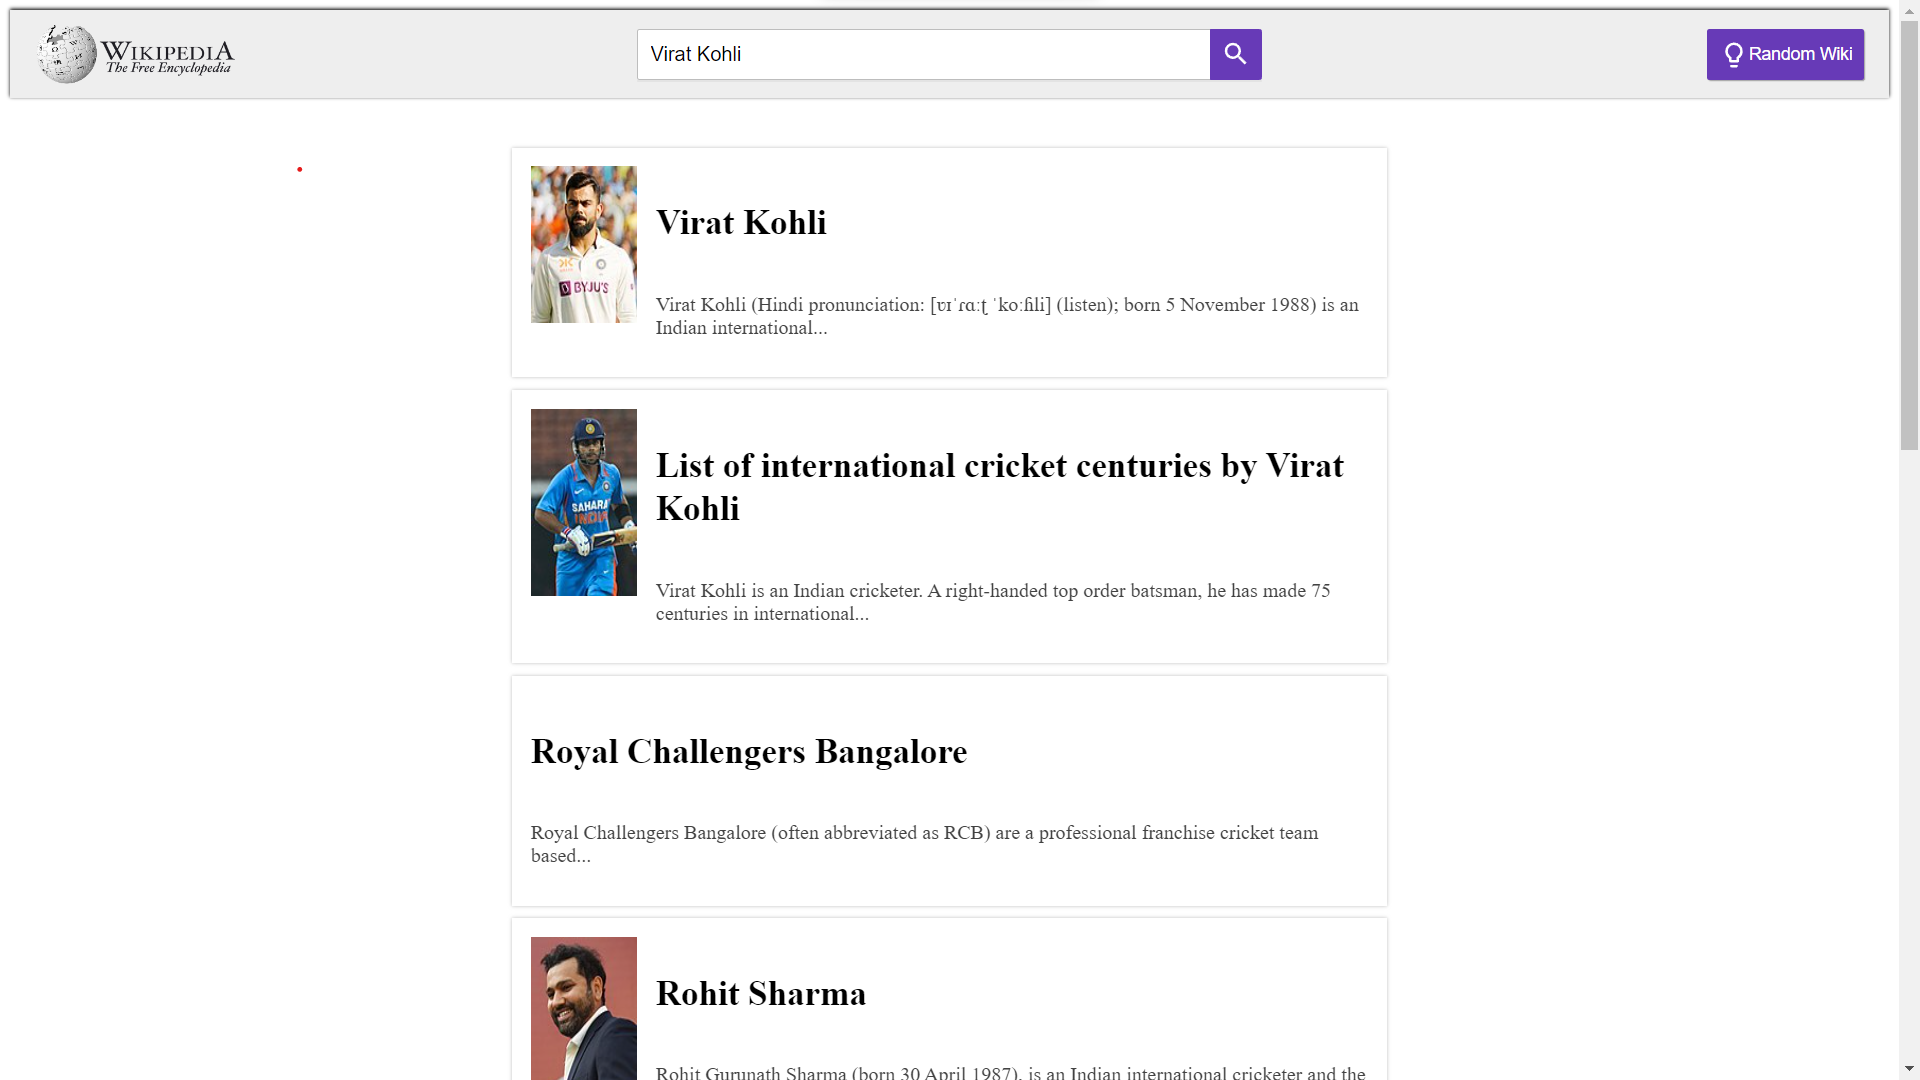 WIKIPEDIA
The Free Encyclopedia
Virat Kohli
Random Wiki
Virat Kohli
BYJU'S
Virat Kohli (Hindi pronunciation: [ʋɪˈɾɑːʈ ˈkoːɦli] (listen); born 5 November 1988) is an
Indian international...
List of international cricket centuries by Virat
Kohli
SAHARA
INDIA
Virat Kohli is an Indian cricketer. A right-handed top order batsman, he has made 75
centuries in international...
Royal Challengers Bangalore
Royal Challengers Bangalore (often abbreviated as RCB) are a professional franchise cricket team
based...
Rohit Sharma
Rohit Gurunath Sharma (born 30 April 1987), is an Indian international cricketer and the